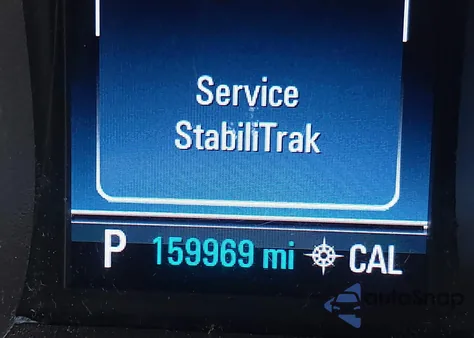 Service
StabiliTrak
P 159969 mi CAL
autoSnap